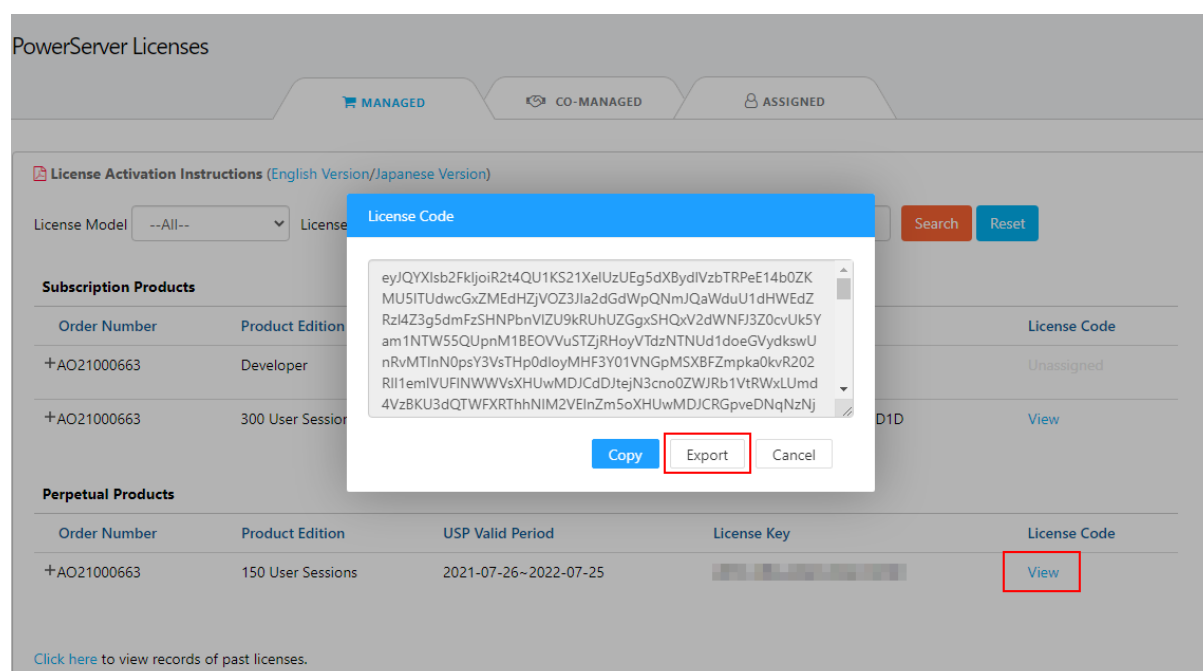 PowerServer Licenses
MANAGED
CO-MANAGED
ASSIGNED
License Activation Instructions (English Version/Japanese Version)
License Model --All-- License
Search Reset
License Code
eyJQYXlsb2FkIjoiR2t4QU1KS21XelUzUEg5dXBydlVzbTRPeE14b0ZK
MU5ITUdwcGxZMEdHZjVOZ3JIa2dGdWpQNmJQaWduU1dHWEdZ
RzI4Z3g5dmFzSHNPbnVIZU9kRUhUZGgxSHQxV2dWNFJ3Z0cvUk5Y
am1NTW55QUpnM1BEOVVuSTZjRHoyVTdzNTNUd1doeGVydkswU
nRvMTlnN0psY3VsTHp0dloyMHF3Y01VNGpMSXBFZmpka0kvR202
RlI1emlVUFlNWWVsXHUwMDJCdDJtejN3cno0ZWJRb1VtRWxLUmd
4VzBKU3dQTWFXRThhNlM2VElnZm5oXHUwMDJCRGpveDNqNzNj
Copy Export Cancel
Subscription Products
Order Number Product Edition License Code
+AO21000663 Developer Unassigned
+AO21000663 300 User Session D1D View
Perpetual Products
Order Number Product Edition USP Valid Period License Key License Code
+AO21000663 150 User Sessions 2021-07-26~2022-07-25 View
Click here to view records of past licenses.